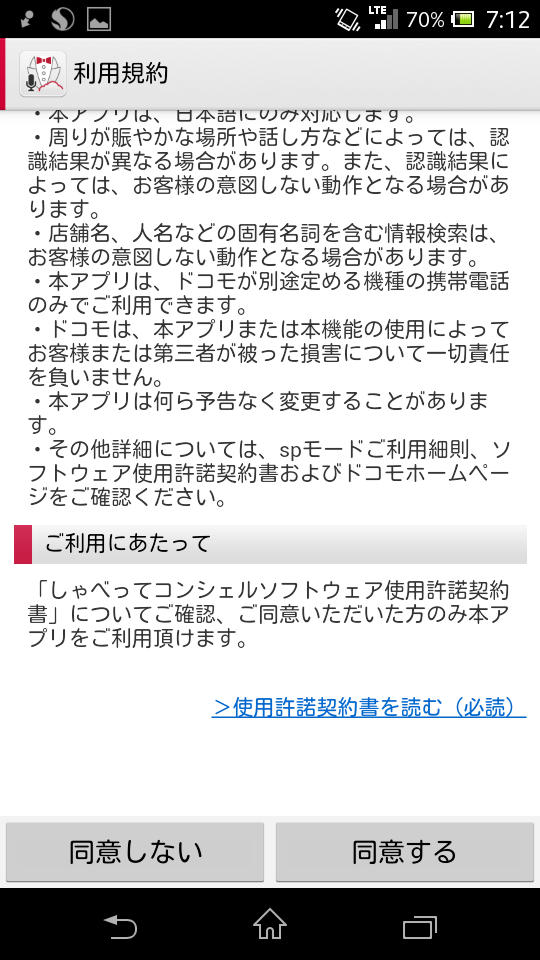 LTE 70% 7:12
利用規約
・本アプリは、日本語にのみ対応します。
・周りが賑やかな場所や話し方などによっては、認
識結果が異なる場合があります。また、認識結果に
よっては、お客様の意図しない動作となる場合があ
ります。
・店舗名、人名などの固有名詞を含む情報検索は、
お客様の意図しない動作となる場合があります。
・本アプリは、ドコモが別途定める機種の携帯電話
のみでご利用できます。
・ドコモは、本アプリまたは本機能の使用によって
お客様または第三者が被った損害について一切責任
を負いません。
・本アプリは何ら予告なく変更することがありま
す。
・その他詳細については、spモードご利用細則、ソ
フトウェア使用許諾契約書およびドコモホームペー
ジをご確認ください。
ご利用にあたって
「しゃべってコンシェルソフトウェア使用許諾契約
書」についてご確認、ご同意いただいた方のみ本ア
プリをご利用頂けます。
＞使用許諾契約書を読む（必読）
同意しない 同意する